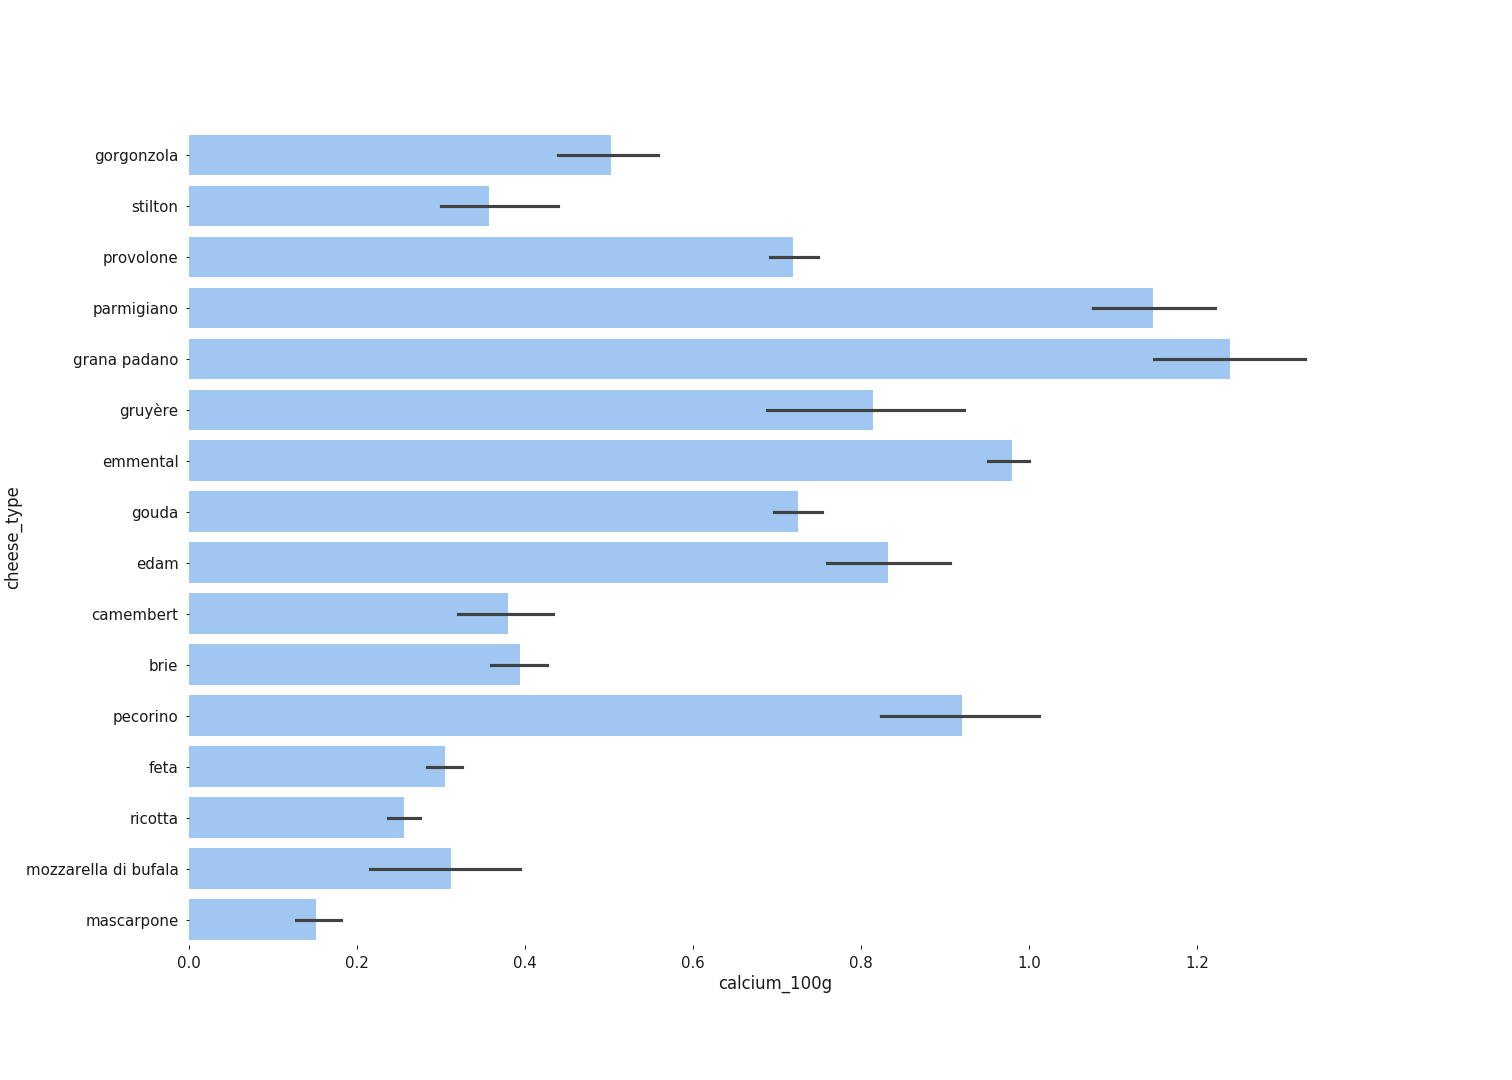 gorgonzola
stilton
provolone
parmigiano
grana padano
gruyère
emmental
gouda
edam
camembert
brie
pecorino
feta
ricotta
mozzarella di bufala
mascarpone
cheese_type
0.0 0.2 0.4 0.6 0.8 1.0 1.2
calcium_100g